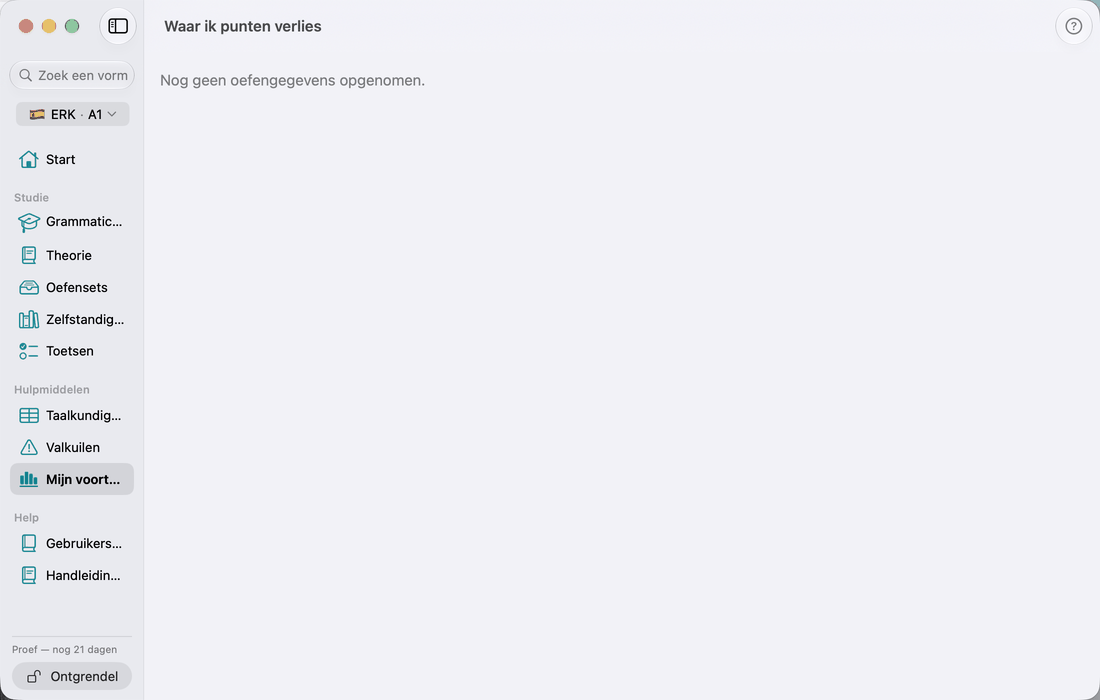 Waar ik punten verlies
Nog geen oefengegevens opgenomen.
Zoek een vorm
ERK · A1
Start
Studie
Grammatic...
Theorie
Oefensets
Zelfstandig...
Toetsen
Hulpmiddelen
Taalkundig...
Valkuilen
Mijn voort...
Help
Gebruikers...
Handleidin...
Proef — nog 21 dagen
Ontgrendel